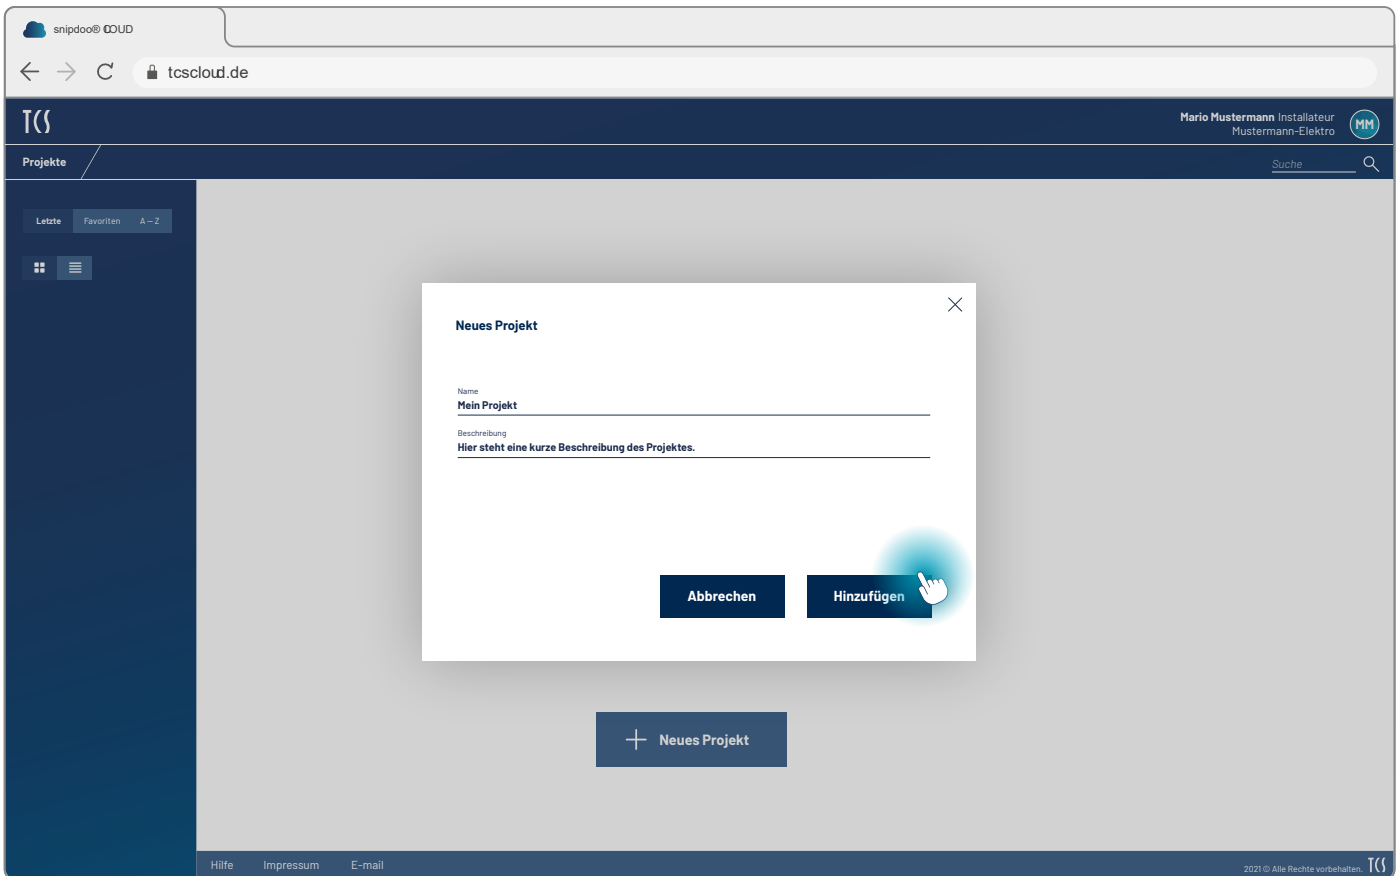 snipdoo® CLOUD
tcscloud.de
TCS
Mario Mustermann Installateur
Mustermann-Elektro
MM
Projekte
Suche
Letzte Favoriten A – Z
Neues Projekt
Name
Mein Projekt
Beschreibung
Hier steht eine kurze Beschreibung des Projektes.
Abbrechen Hinzufügen
Neues Projekt
Hilfe Impressum E-mail
2021 © Alle Rechte vorbehalten. TCS